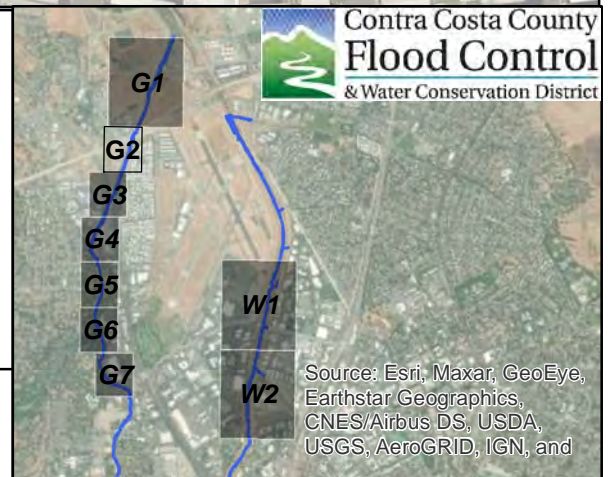 Contra Costa County
Flood Control
& Water Conservation District
G1
G2
G3
G4
G5
G6
G7
W1
W2
Source: Esri, Maxar, GeoEye,
Earthstar Geographics,
CNES/Airbus DS, USDA,
USGS, AeroGRID, IGN, and